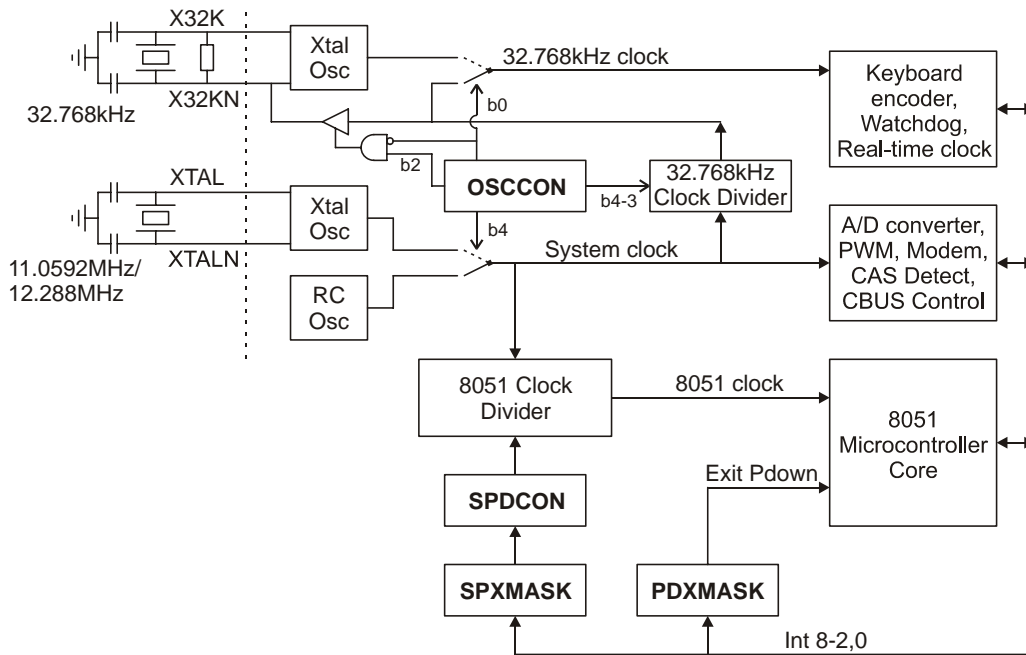 X32K
X32KN
32.768kHz
Xtal
Osc
32.768kHz clock
b0
b2
Keyboard
encoder,
Watchdog,
Real-time clock
XTAL
XTALN
11.0592MHz/
12.288MHz
Xtal
Osc
RC
Osc
OSCCON
b4-3
b4
32.768kHz
Clock Divider
System clock
A/D converter,
PWM, Modem,
CAS Detect,
CBUS Control
8051 Clock
Divider
8051 clock
8051
Microcontroller
Core
Exit Pdown
SPDCON
SPXMASK
PDXMASK
Int 8-2,0